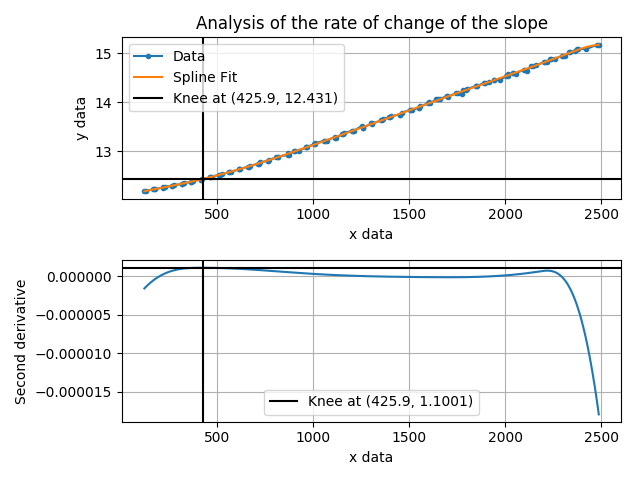 Analysis of the rate of change of the slope
15
14
13
y data
Data
Spline Fit
Knee at (425.9, 12.431)
500
1000
1500
2000
2500
x data
0.000000
−0.000005
−0.000010
−0.000015
Second derivative
Knee at (425.9, 1.1001)
500
1000
1500
2000
2500
x data